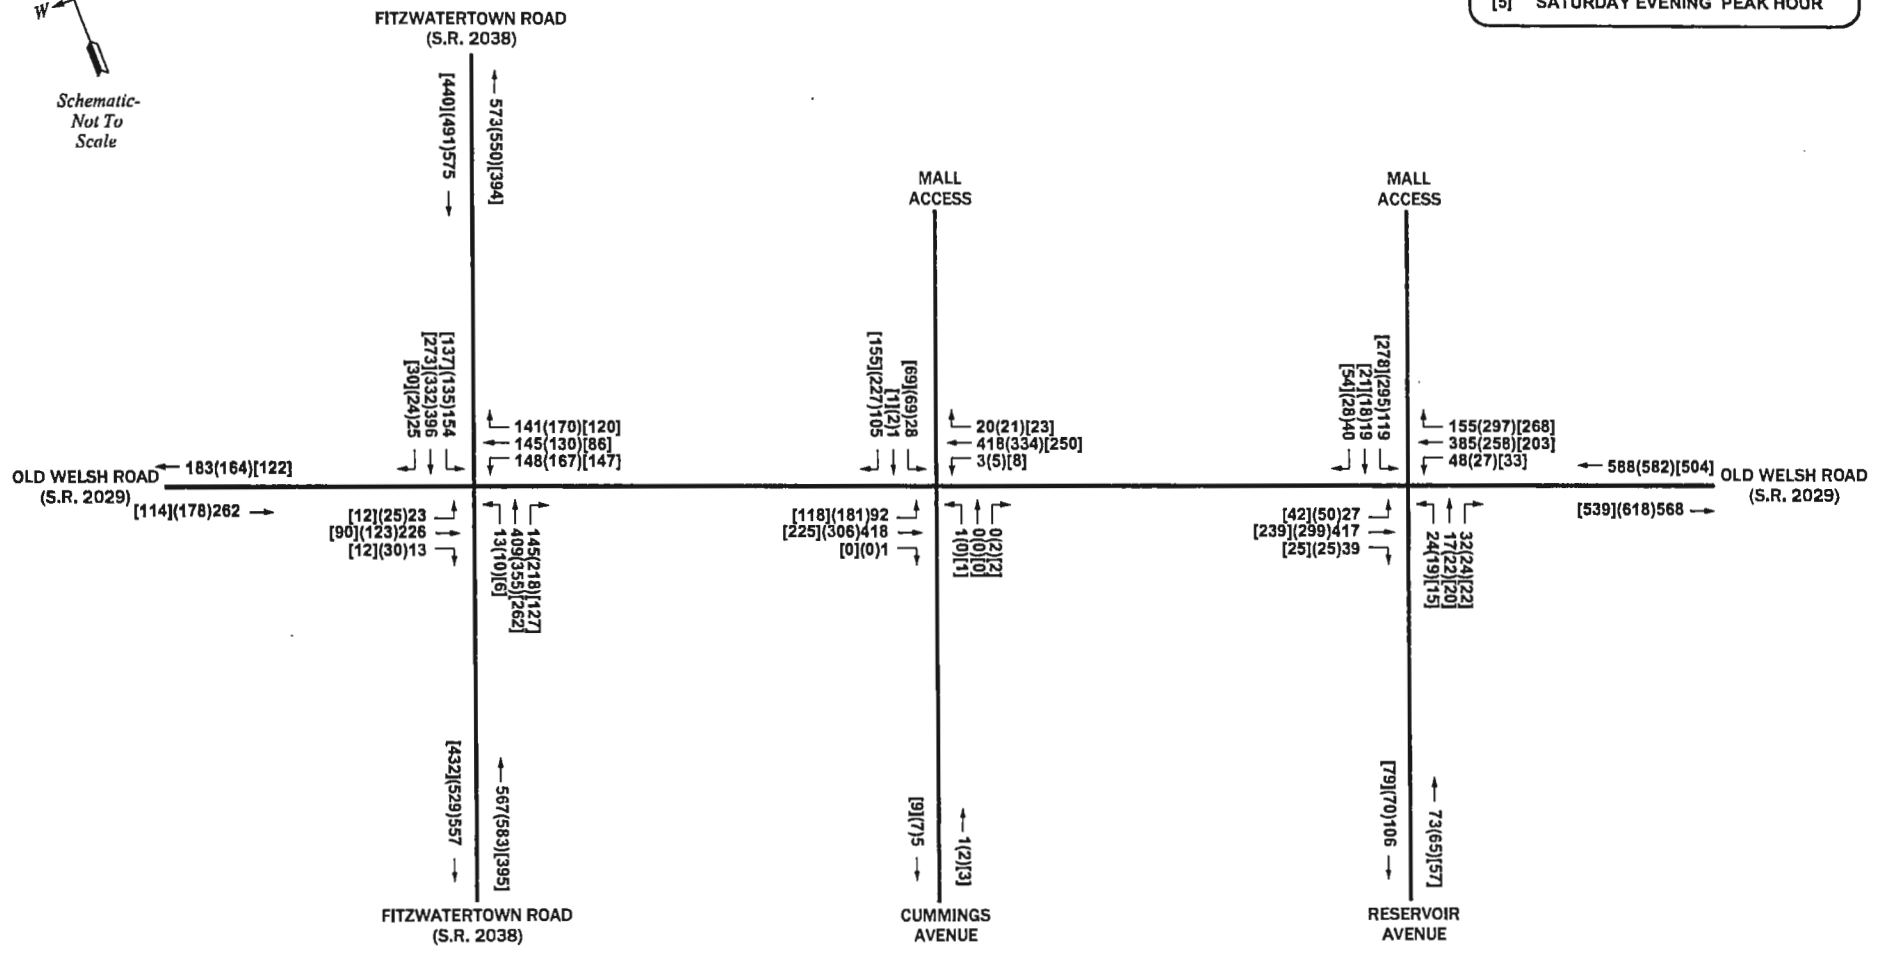 W
Schematic-
Not To
Scale
[5] SATURDAY EVENING PEAK HOUR
FITZWATERTOWN ROAD
(S.R. 2038)
[440](491)575
573(550)[394]
[30](24)25
[273](332)396
[137](135)154
141(170)[120]
145(130)[86]
148(167)[147]
183(164)[122]
OLD WELSH ROAD
(S.R. 2029)
[114](178)262
[12](25)23
[90](123)226
[12](30)13
13(10)[6]
409(355)[262]
145(218)[127]
[432](529)557
567(583)[395]
FITZWATERTOWN ROAD
(S.R. 2038)
MALL
ACCESS
[155](227)105
[1](2)1
[69](69)28
20(21)[23]
418(334)[250]
3(5)[8]
[118](181)92
[225](306)418
[0](0)1
1(0)[1]
0(0)[0]
0(2)[2]
[9](7)5
1(2)[3]
CUMMINGS
AVENUE
MALL
ACCESS
[54](28)40
[21](18)19
[278](295)119
155(297)[268]
385(258)[203]
48(27)[33]
588(582)[504]
OLD WELSH ROAD
(S.R. 2029)
[539](618)568
[42](50)27
[239](299)417
[25](25)39
24(19)[15]
17(22)[20]
32(24)[22]
[79](70)106
73(65)[57]
RESERVOIR
AVENUE